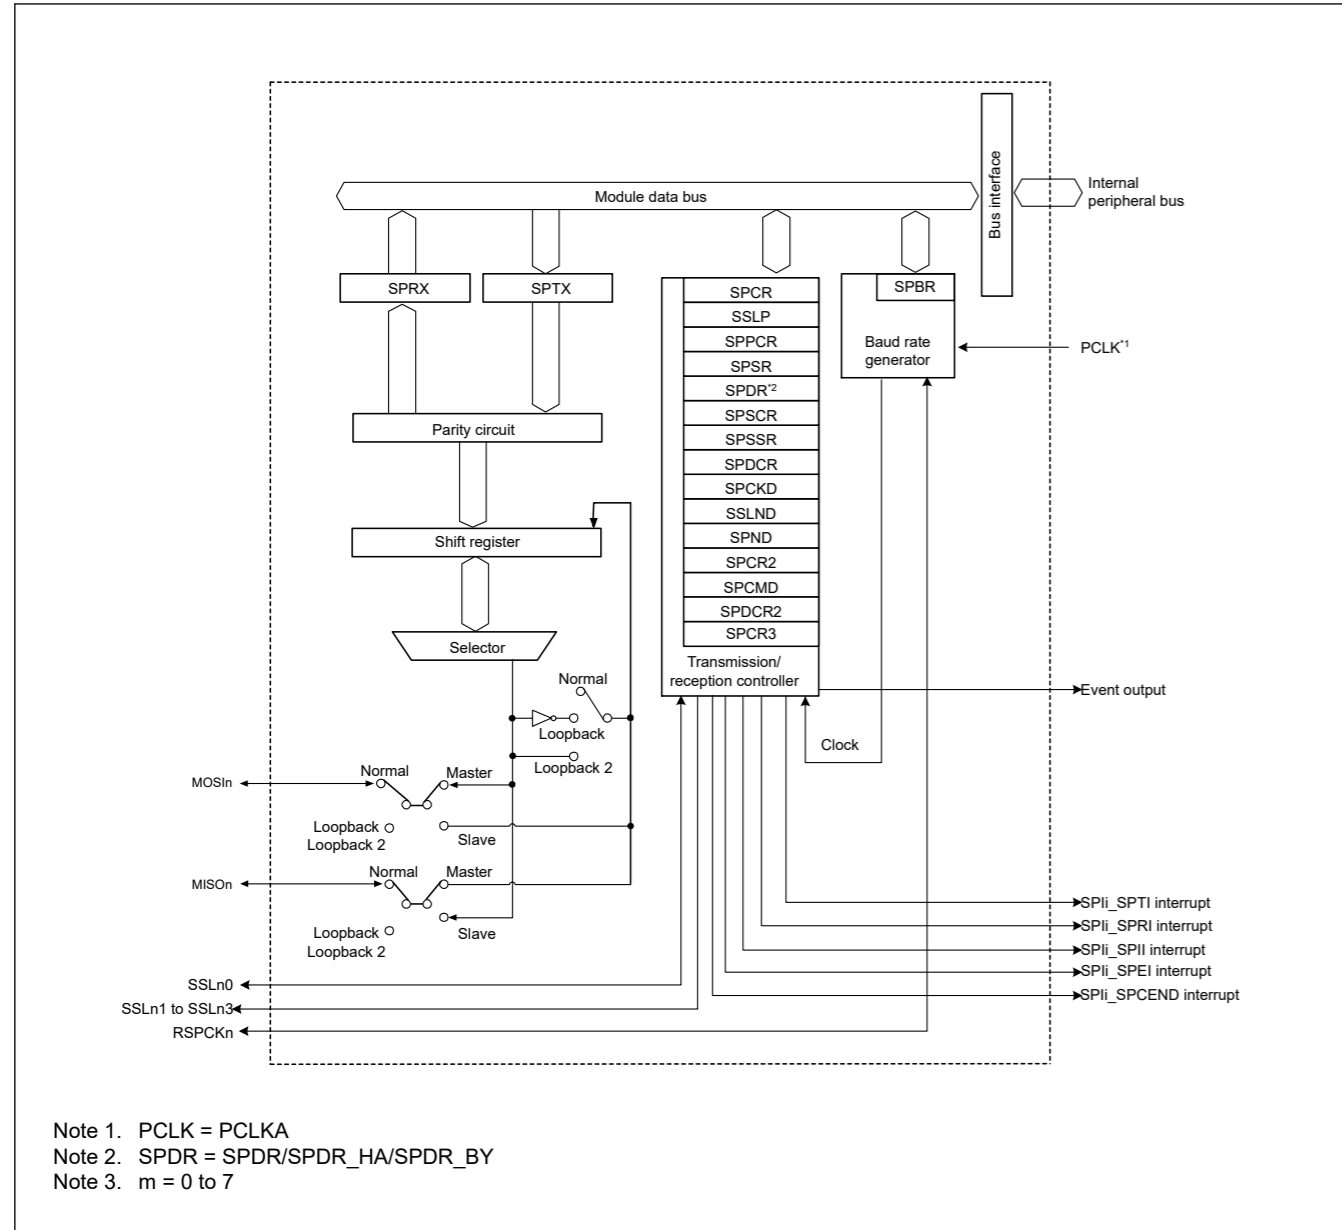 Module data bus
Bus interface
Internal
peripheral bus
SPRX
SPTX
SPCR
SSLP
SPPCR
SPSR
SPDR*2
SPSCR
SPSSR
SPDCR
SPCKD
SSLND
SPND
SPCR2
SPCMD
SPDCR2
SPCR3
Transmission/
reception controller
SPBR
Baud rate
generator
PCLK*1
Parity circuit
Shift register
Selector
Normal
Loopback
Loopback 2
Clock
Event output
MOSIn
Normal
Master
Loopback
Loopback 2
Slave
MISOn
Normal
Master
Loopback
Loopback 2
Slave
SSLn0
SSLn1 to SSLn3
RSPCKn
SPIi_SPTI interrupt
SPIi_SPRI interrupt
SPIi_SPII interrupt
SPIi_SPEI interrupt
SPIi_SPCEND interrupt
Note 1. PCLK = PCLKA
Note 2. SPDR = SPDR/SPDR_HA/SPDR_BY
Note 3. m = 0 to 7